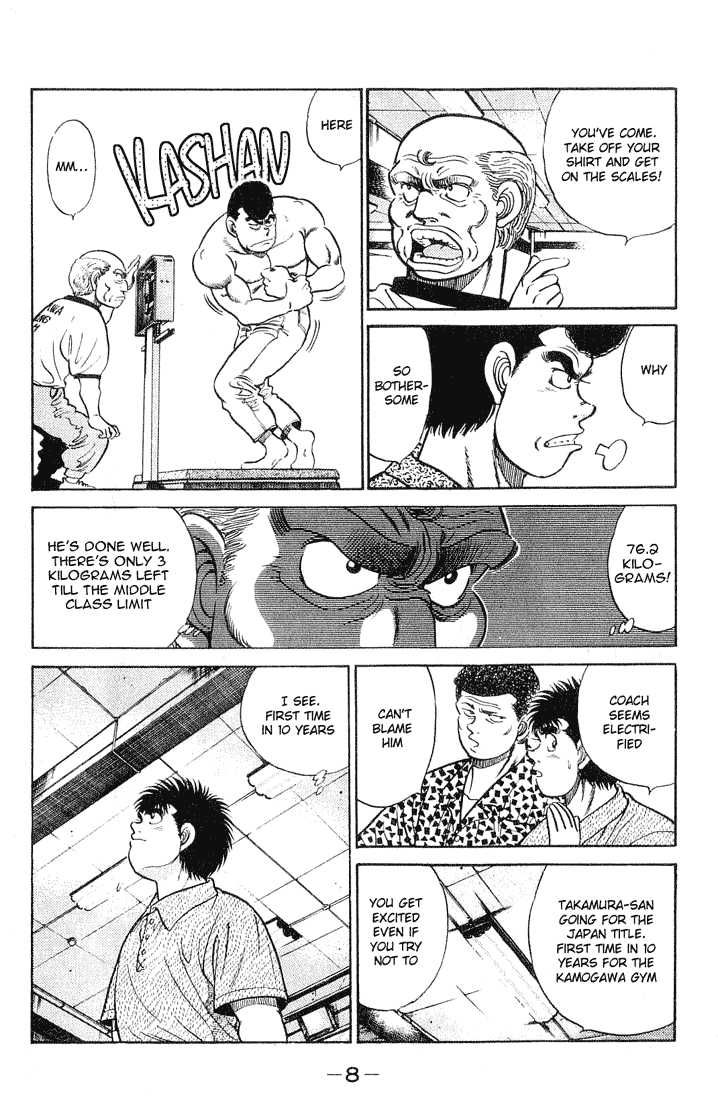 YOU'VE COME.
TAKE OFF YOUR
SHIRT AND GET
ON THE SCALES!
WHY
SO
BOTHER-
SOME
HERE
KASHAN
MM...
76.2
KILO-
GRAMS!
HE'S DONE WELL.
THERE'S ONLY 3
KILOGRAMS LEFT
TILL THE MIDDLE
CLASS LIMIT
COACH
SEEMS
ELECTRI-
FIED
CAN'T
BLAME
HIM
TAKAMURA-SAN
GOING FOR THE
JAPAN TITLE.
FIRST TIME IN 10
YEARS FOR THE
KAMOGAWA GYM
YOU GET
EXCITED
EVEN IF
YOU TRY
NOT TO
I SEE.
FIRST TIME
IN 10 YEARS
—8—